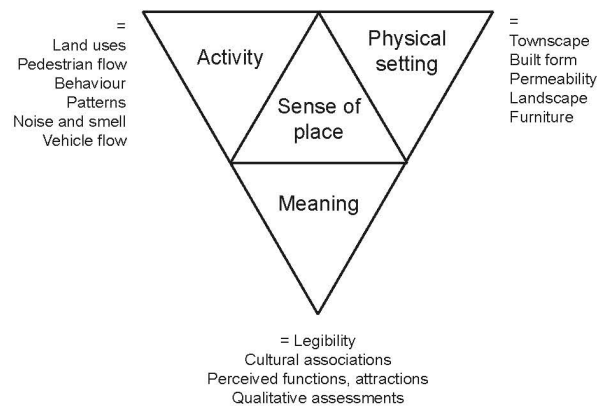 =
Land uses
Pedestrian flow
Behaviour
Patterns
Noise and smell
Vehicle flow
Activity
Physical
setting
Sense of
place
Meaning
=
Townscape
Built form
Permeability
Landscape
Furniture
= Legibility
Cultural associations
Perceived functions, attractions
Qualitative assessments